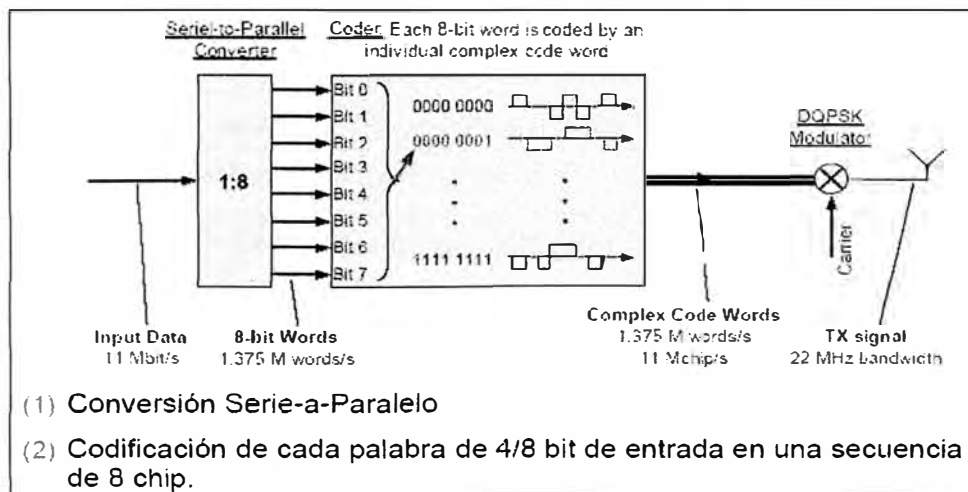 Seriel-to-Parallel
Converter
Coder: Each 8-bit word is coded by an
individual complex code word
Bit 0
Bit 1
Bit 2
Bit 3
Bit 4
Bit 5
Bit 6
Bit 7
1:8
0000 0000
0000 0001
1111 1111
DQPSK
Modulator
Carrier
Input Data
11 Mbit/s
8-bit Words
1.375 M words/s
Complex Code Words
1.375 M words/s
11 Mchip/s
TX signal
22 MHz bandwidth
(1) Conversión Serie-a-Paralelo
(2) Codificación de cada palabra de 4/8 bit de entrada en una secuencia
de 8 chip.